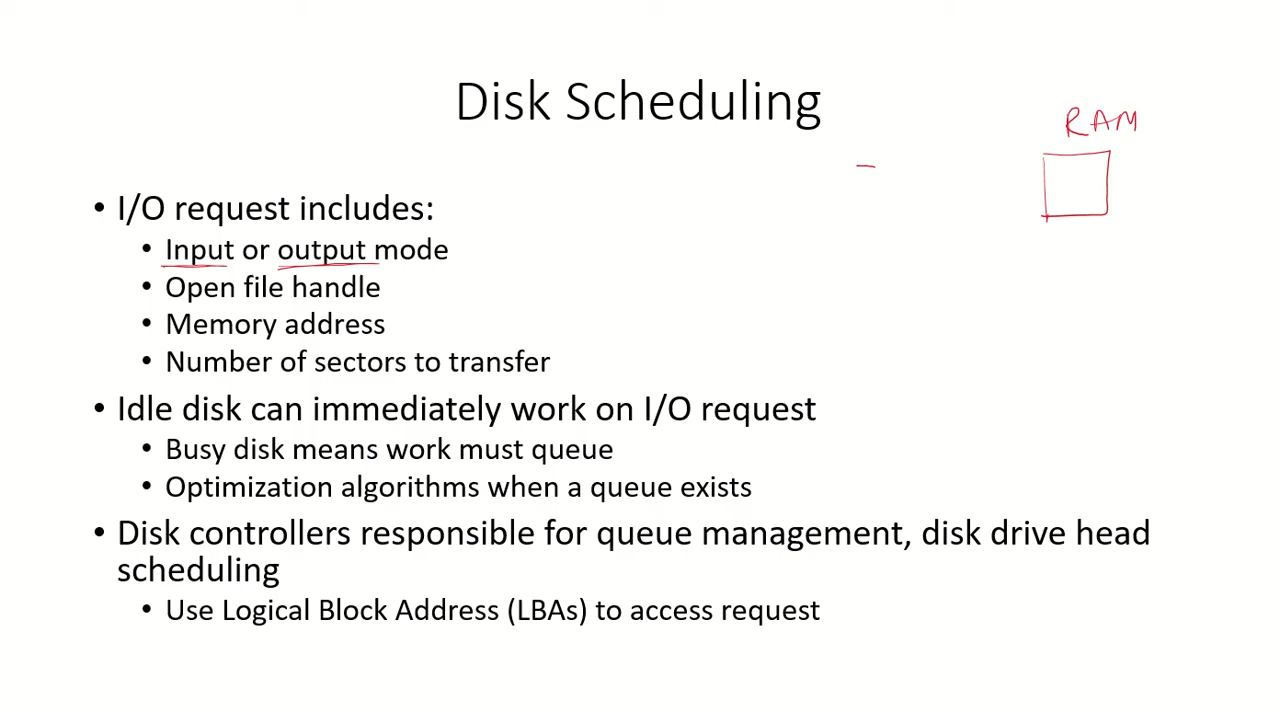 Disk Scheduling
RAM
• I/O request includes:
• Input or output mode
• Open file handle
• Memory address
• Number of sectors to transfer
• Idle disk can immediately work on I/O request
• Busy disk means work must queue
• Optimization algorithms when a queue exists
• Disk controllers responsible for queue management, disk drive head
scheduling
• Use Logical Block Address (LBAs) to access request